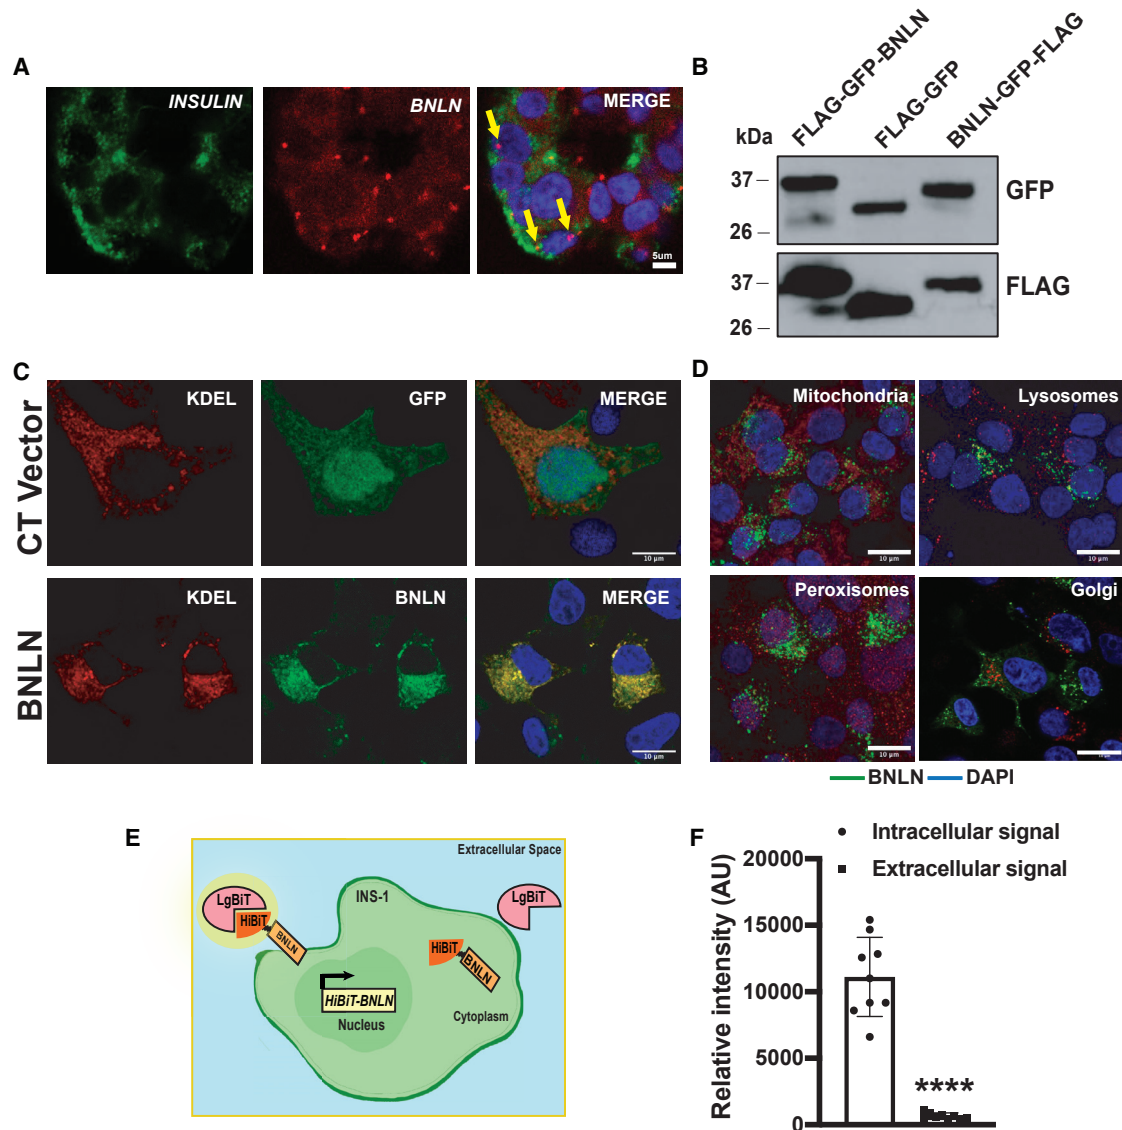 A
INSULIN
BNLN
MERGE
5um
B
FLAG-GFP-BNLN
FLAG-GFP
BNLN-GFP-FLAG
kDa
37
26
GFP
37
26
FLAG
C
CT Vector
KDEL
GFP
MERGE
10 μm
BNLN
KDEL
BNLN
MERGE
10 μm
D
Mitochondria
10 μm
Lysosomes
10 μm
Peroxisomes
10 μm
Golgi
BNLN
DAPI
E
Extracellular Space
LgBiT
HiBiT
BNLN
INS-1
LgBiT
HiBiT
BNLN
HiBiT-BNLN
Nucleus
Cytoplasm
F
Intracellular signal
Extracellular signal
Relative intensity (AU)
20000
15000
10000
5000
0
****